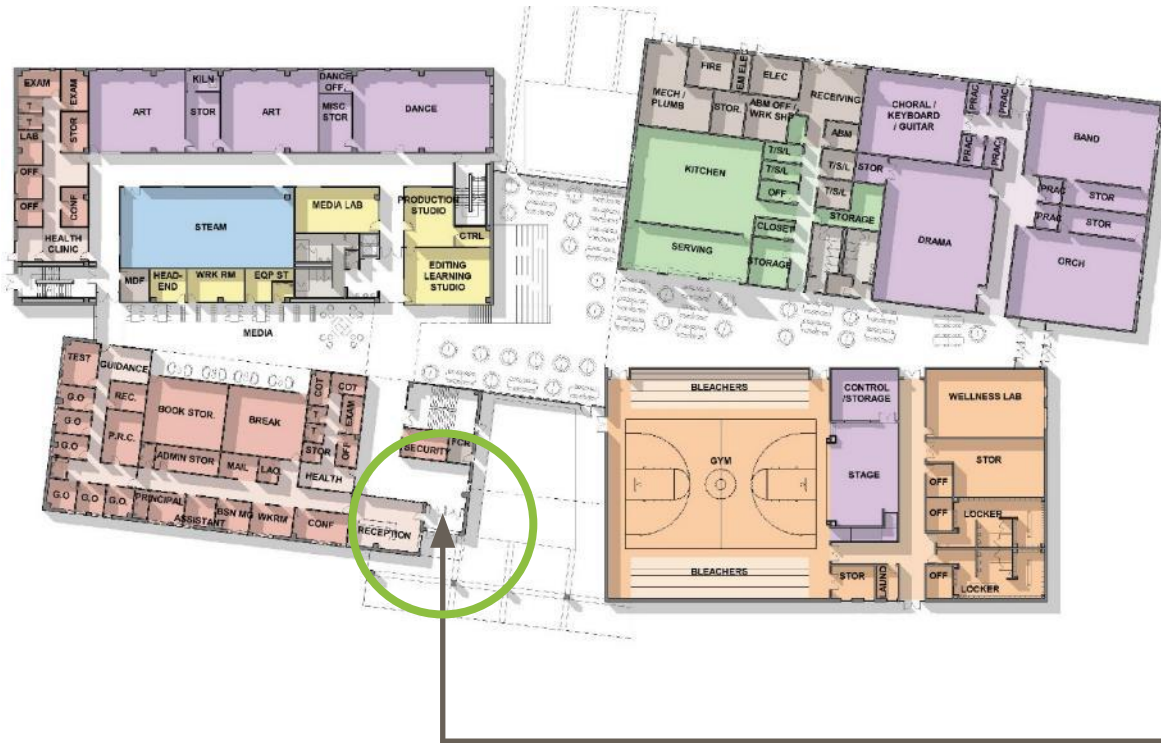 EXAM
EXAM
T
T
LAB
STOR
OFF
OFF
CONF
HEALTH
CLINIC
ART
KILN
STOR
ART
DANCE
OFF.
MISC
STOR
DANCE
STEAM
MEDIA LAB
PRODUCTION
STUDIO
CTRL
EDITING
LEARNING
STUDIO
MDF
HEAD-
END
WRK RM
EQP ST
MEDIA
MECH /
PLUMB
FIRE
EM ELEC
ELEC
STOR.
ABM OFF /
WRK SHP
RECEIVING
ABM
KITCHEN
T/S/L
T/S/L
OFF
T/S/L
T/S/L
STOR
STORAGE
CLOSET
SERVING
STORAGE
CHORAL /
KEYBOARD
/ GUITAR
PRAC
PRAC
PRAC
PRAC
BAND
PRAC
STOR
PRAC
STOR
DRAMA
ORCH
TEST
GUIDANCE
G.O
REC.
G.O
P.R.C.
G.O
BOOK STOR.
BREAK
COT
COT
T
T
EXAM
STOR
OFF
ADMIN STOR
MAIL
HEALTH
G.O
G.O
G.O.
PRINCIPAL
ASSISTANT
BSN MG
WKRM
CONF
RECEPTION
SECURITY
BLEACHERS
GYM
BLEACHERS
CONTROL
/STORAGE
STAGE
WELLNESS LAB
STOR
OFF
OFF
LOCKER
STOR
LAUND
OFF
LOCKER